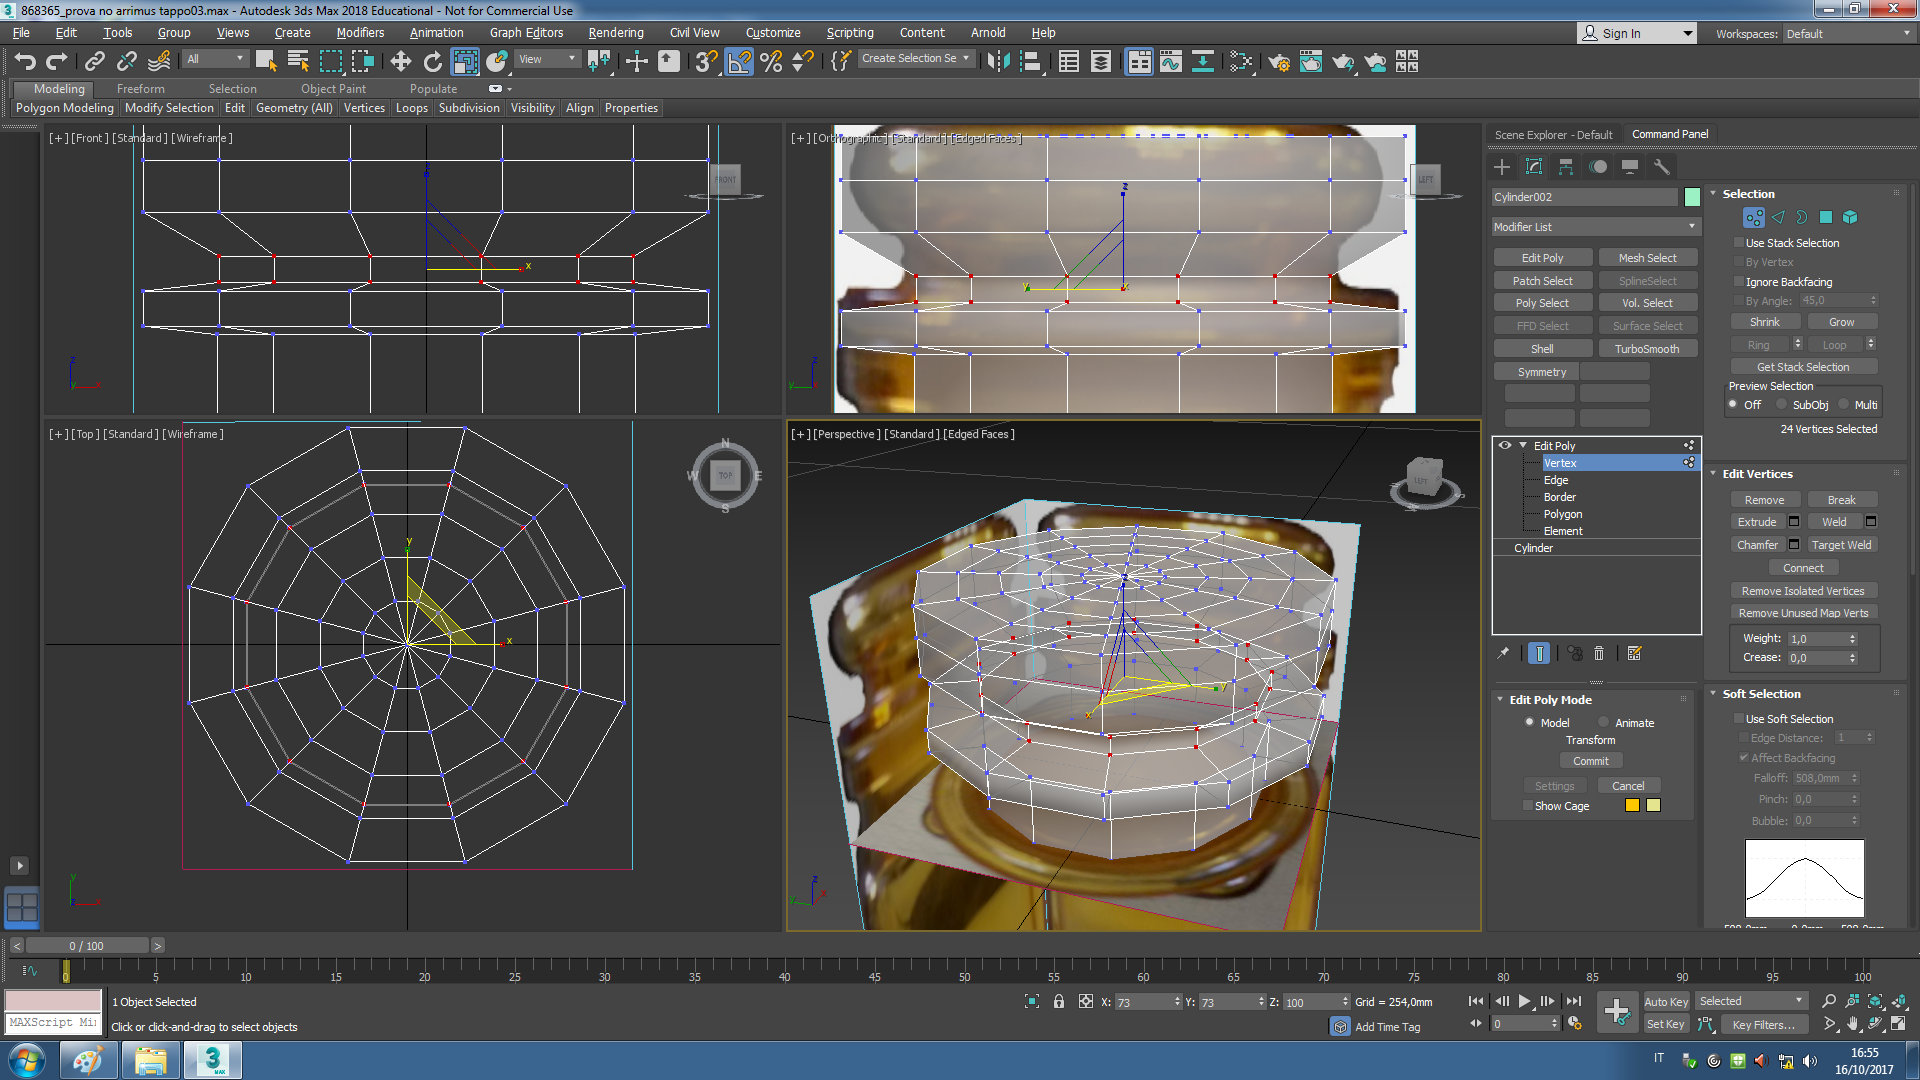 868365_prova no arrimus tappo03.max - Autodesk 3ds Max 2018 Educational - Not for Commercial Use
File Edit Tools Group Views Create Modifiers Animation Graph Editors Rendering Civil View Customize Scripting Content Arnold Help
Sign In Workspaces: Default
All View Create Selection Se
Modeling Freeform Selection Object Paint Populate
Polygon Modeling Modify Selection Edit Geometry (All) Vertices Loops Subdivision Visibility Align Properties
[+] [Front] [Standard] [Wireframe]
FRONT
[+] [Orthographic] [Standard] [Edged Faces]
LEFT
[+] [Top] [Standard] [Wireframe]
N W TOP E S
[+] [Perspective] [Standard] [Edged Faces]
LEFT
Scene Explorer - Default Command Panel
Cylinder002
Modifier List
Edit Poly Mesh Select
Patch Select SplineSelect
Poly Select Vol. Select
FFD Select Surface Select
Shell TurboSmooth
Symmetry
Edit Poly
Vertex
Edge
Border
Polygon
Element
Cylinder
Edit Poly Mode
Model Animate
Transform
Commit
Settings Cancel
Show Cage
Selection
Use Stack Selection
By Vertex
Ignore Backfacing
By Angle: 45,0
Shrink Grow
Ring Loop
Get Stack Selection
Preview Selection
Off SubObj Multi
24 Vertices Selected
Edit Vertices
Remove Break
Extrude Weld
Chamfer Target Weld
Connect
Remove Isolated Vertices
Remove Unused Map Verts
Weight: 1,0
Crease: 0,0
Soft Selection
Use Soft Selection
Edge Distance: 1
Affect Backfacing
Falloff: 508,0mm
Pinch: 0,0
Bubble: 0,0
< 0 / 100 >
0 5 10 15 20 25 30 35 40 45 50 55 60 65 70 75 80 85 90 95 100
1 Object Selected X: 73 Y: 73 Z: 100 Grid = 254,0mm Auto Key Selected
MAXScript Mi Click or click-and-drag to select objects Add Time Tag 0 Set Key Key Filters...
IT 16:55
16/10/2017